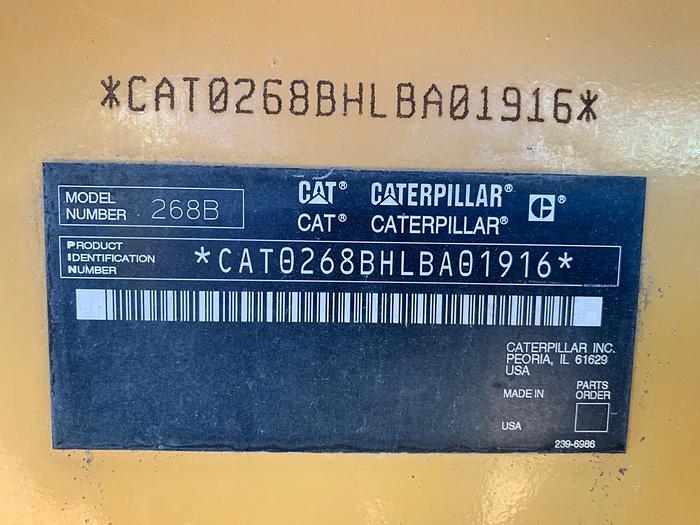 *CAT0268BHLBA01916*
MODEL NUMBER 268B
CAT® CATERPILLAR® C®
CAT® CATERPILLAR®
PRODUCT IDENTIFICATION NUMBER *CAT0268BHLBA01916*
CATERPILLAR INC.
PEORIA, IL 61629
USA
MADE IN
USA
PARTS
ORDER
239-6986